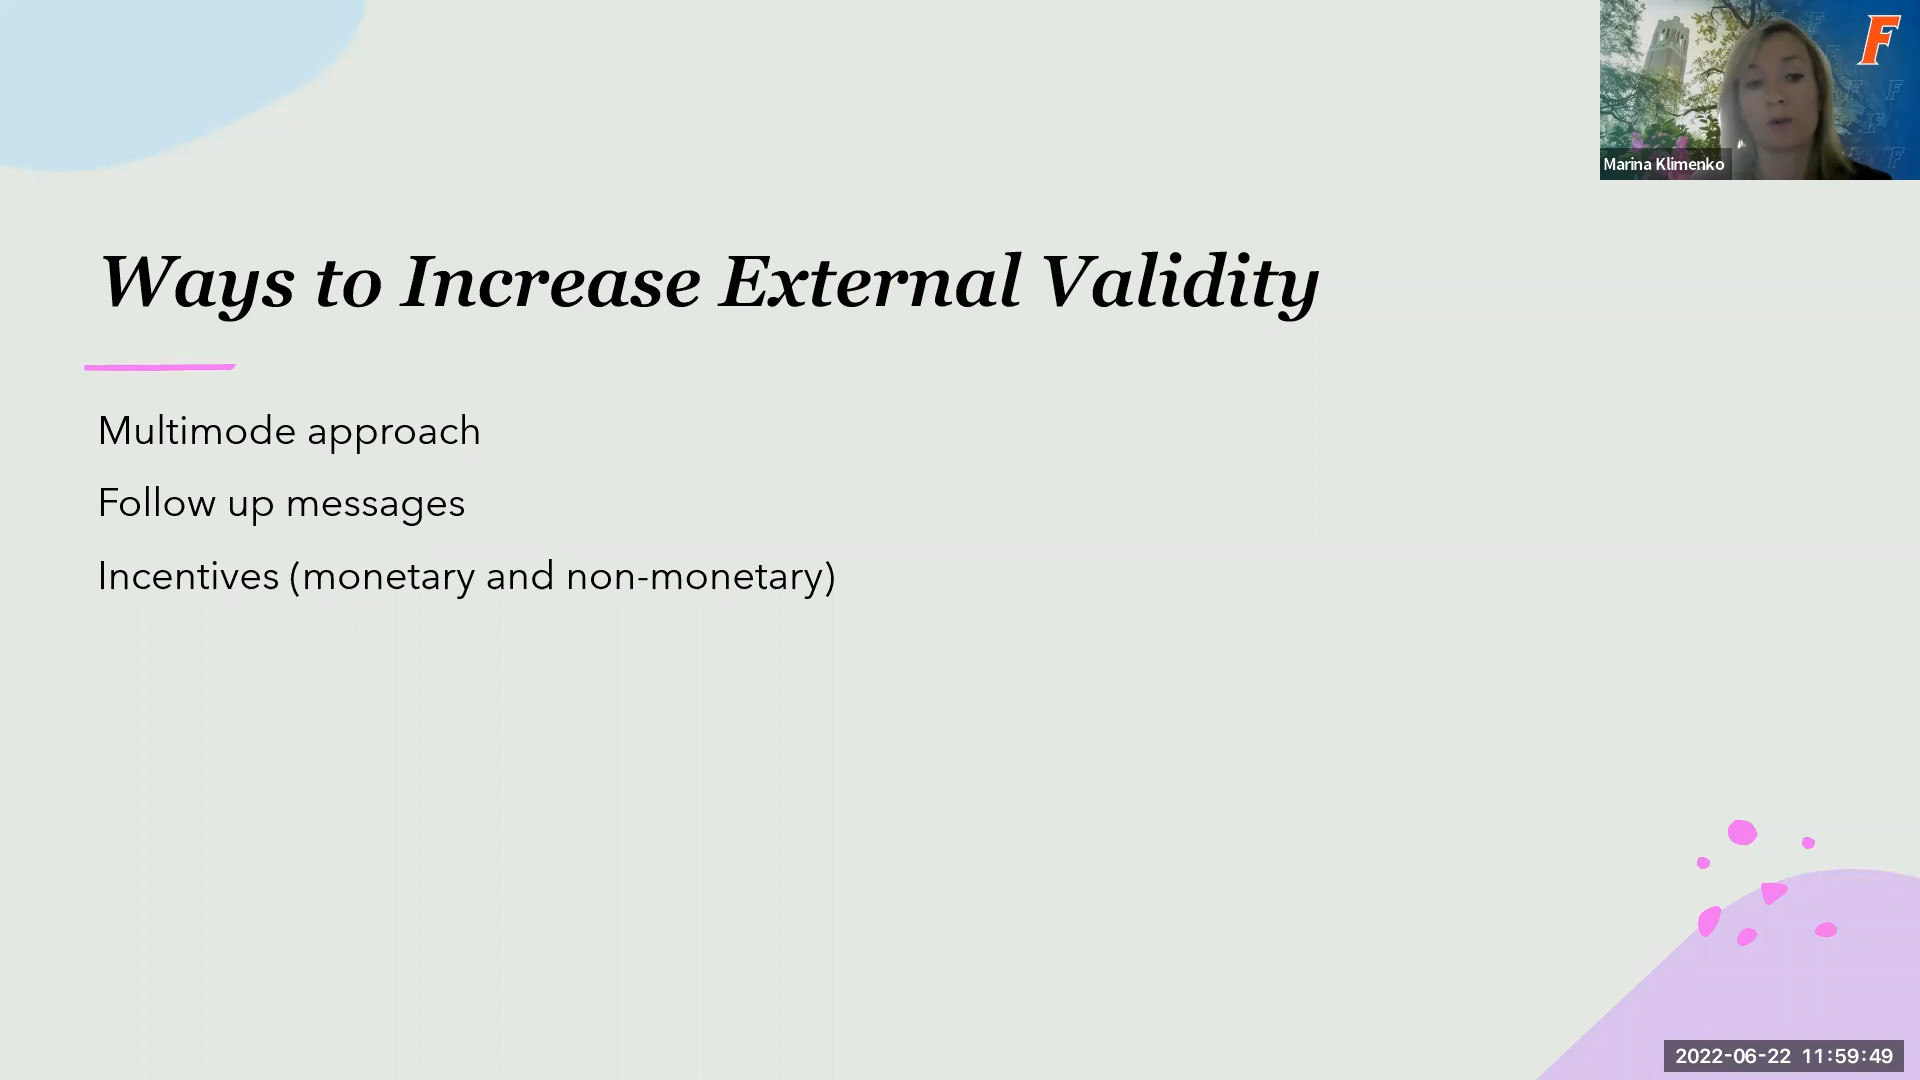 F
Marina Klimenko
Ways to Increase External Validity
Multimode approach
Follow up messages
Incentives (monetary and non-monetary)
2022-06-22 11:59:49